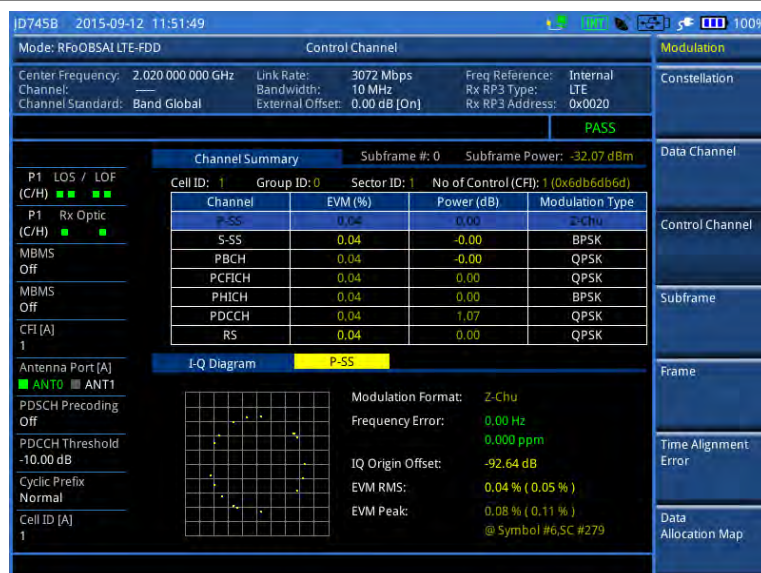 JD745B 2015-09-12 11:51:49 100%
Mode: RFoOBSAI LTE-FDD Control Channel Modulation
Center Frequency: 2.020 000 000 GHz Link Rate: 3072 Mbps Freq Reference: Internal
Channel: — Bandwidth: 10 MHz Rx RP3 Type: LTE
Channel Standard: Band Global External Offset: 0.00 dB [On] Rx RP3 Address: 0x0020
PASS
Channel Summary Subframe #: 0 Subframe Power: -32.07 dBm
Cell ID: 1 Group ID: 0 Sector ID: 1 No of Control (CFI): 1 (0x6db6db6d)
Channel EVM (%) Power (dB) Modulation Type
P-SS 0.04 0.00 Z-Chu
S-SS 0.04 -0.00 BPSK
PBCH 0.04 -0.00 QPSK
PCFICH 0.04 0.00 QPSK
PHICH 0.04 0.00 BPSK
PDCCH 0.04 1.07 QPSK
RS 0.04 0.00 QPSK
I-Q Diagram P-SS
Modulation Format: Z-Chu
Frequency Error: 0.00 Hz
0.000 ppm
IQ Origin Offset: -92.64 dB
EVM RMS: 0.04 % ( 0.05 % )
EVM Peak: 0.08 % ( 0.11 % )
@ Symbol #6,SC #279
P1 LOS / LOF
(C/H)
P1 Rx Optic
(C/H)
MBMS
Off
MBMS
Off
CFI [A]
1
Antenna Port [A]
ANT0 ANT1
PDSCH Precoding
Off
PDCCH Threshold
-10.00 dB
Cyclic Prefix
Normal
Cell ID [A]
1
Constellation
Data Channel
Control Channel
Subframe
Frame
Time Alignment
Error
Data
Allocation Map